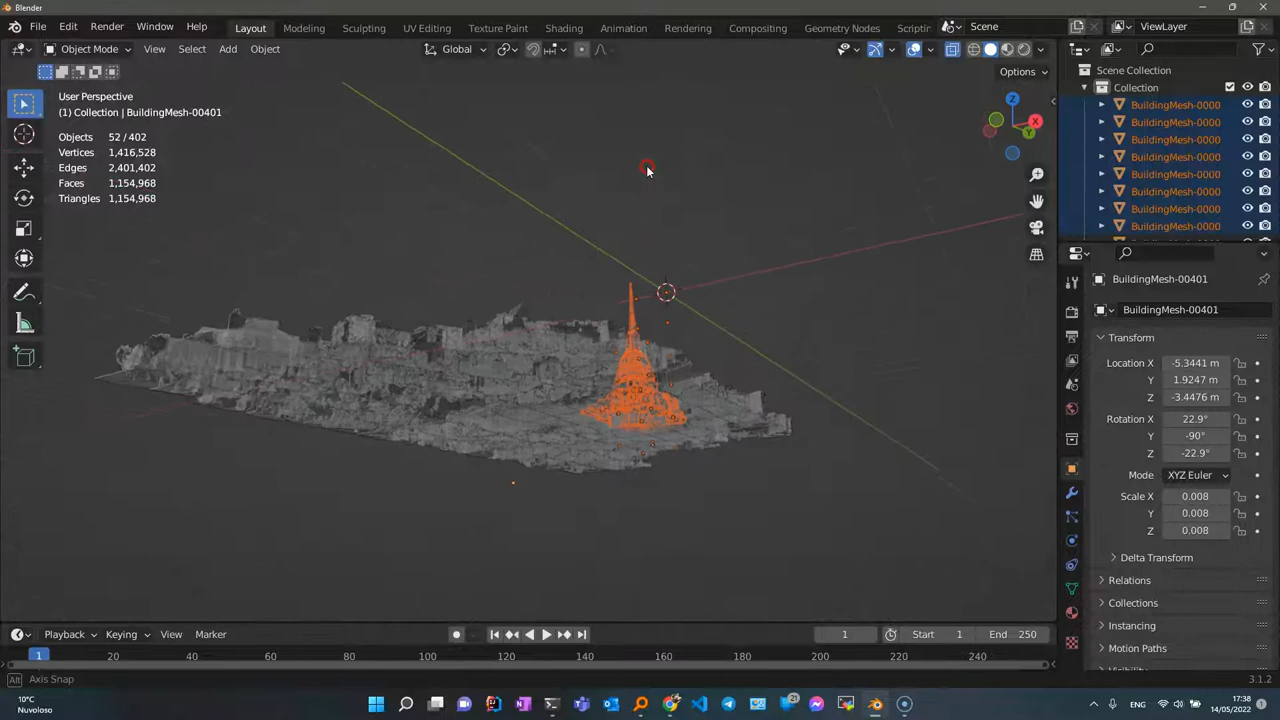 Blender
File Edit Render Window Help Layout Modeling Sculpting UV Editing Texture Paint Shading Animation Rendering Compositing Geometry Nodes Scriptin Scene ViewLayer
Object Mode View Select Add Object Global
Options
User Perspective
(1) Collection | BuildingMesh-00401
Objects 52 / 402
Vertices 1,416,528
Edges 2,401,402
Faces 1,154,968
Triangles 1,154,968
Z
X
Y
Scene Collection
Collection
BuildingMesh-0000
BuildingMesh-0000
BuildingMesh-0000
BuildingMesh-0000
BuildingMesh-0000
BuildingMesh-0000
BuildingMesh-0000
BuildingMesh-0000
BuildingMesh-00401
BuildingMesh-00401
Transform
Location X -5.3441 m
Y 1.9247 m
Z -3.4476 m
Rotation X 22.9°
Y -90°
Z -22.9°
Mode XYZ Euler
Scale X 0.008
Y 0.008
Z 0.008
Delta Transform
Relations
Collections
Instancing
Motion Paths
Playback Keying View Marker 1 Start 1 End 250
1 20 40 60 80 100 120 140 160 180 200 220 240
Alt Axis Snap 3.1.2
10°C
Nuvoloso
21
17:38
14/05/2022